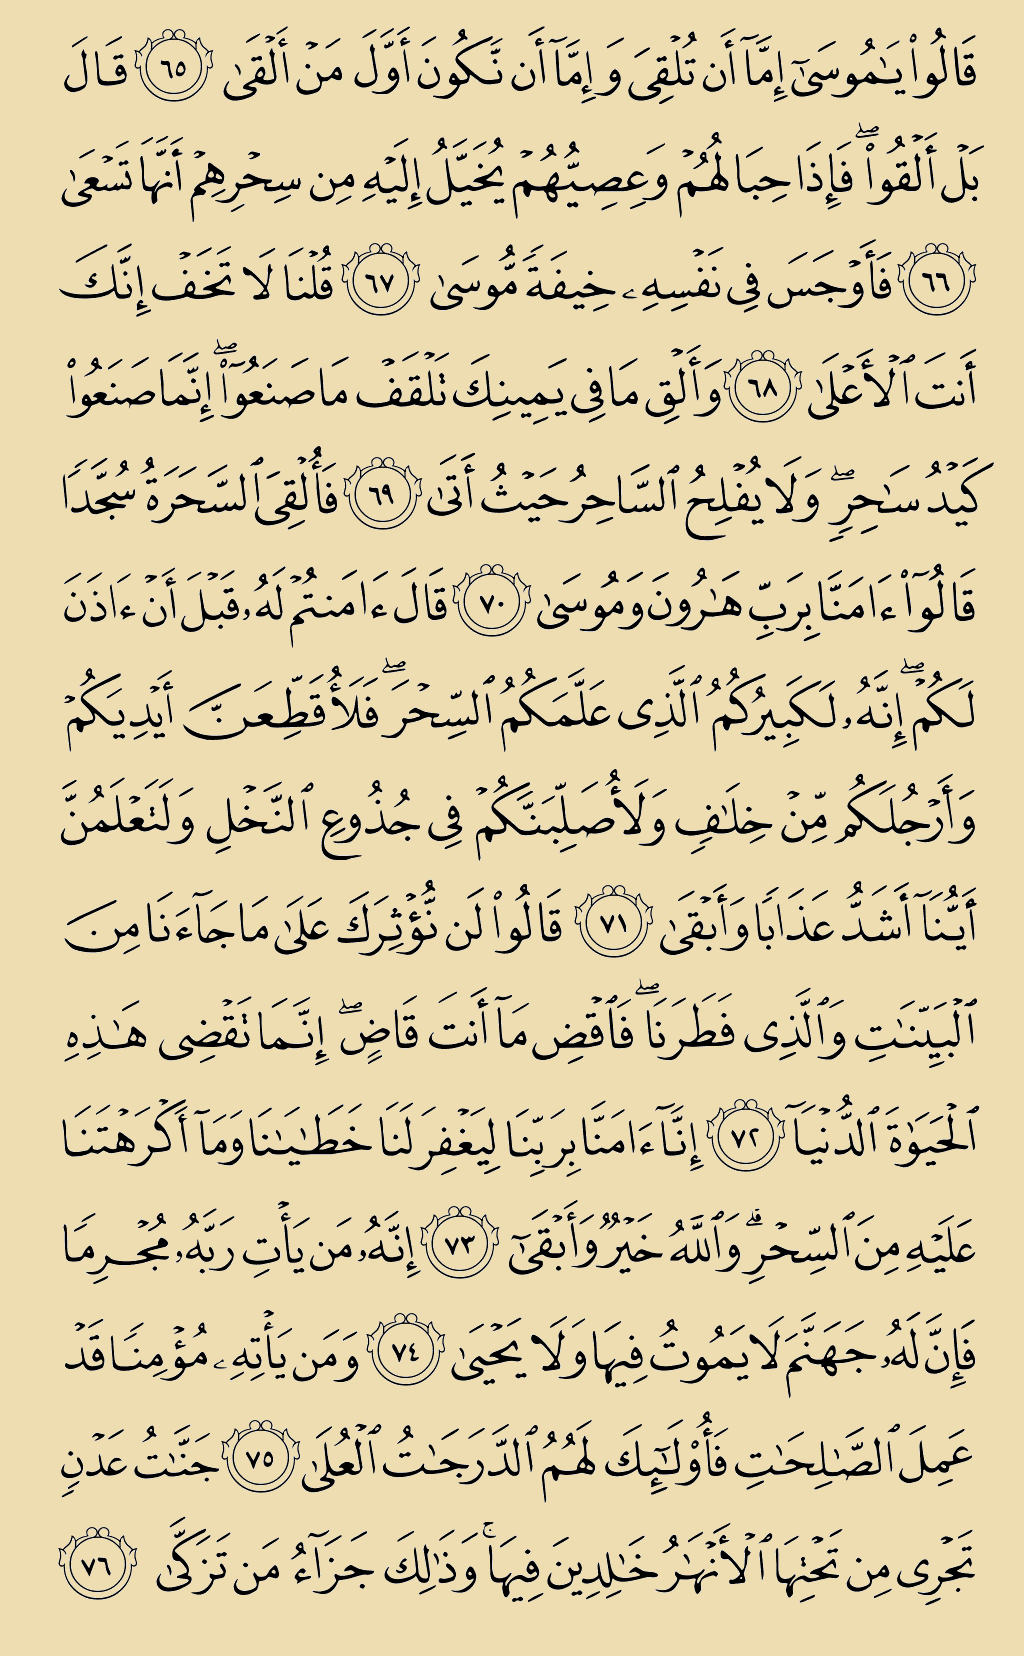 قَالُواْ يَٰمُوسَىٰٓ إِمَّآ أَن تُلْقِىَ وَإِمَّآ أَن نَّكُونَ أَوَّلَ مَنْ أَلْقَىٰ ٦٥ قَالَ
بَلْ أَلْقُواْۖ فَإِذَا حِبَالُهُمْ وَعِصِيُّهُمْ يُخَيَّلُ إِلَيْهِ مِن سِحْرِهِمْ أَنَّهَا تَسْعَىٰ
٦٦ فَأَوْجَسَ فِى نَفْسِهِۦ خِيفَةً مُّوسَىٰ ٦٧ قُلْنَا لَا تَخَفْ إِنَّكَ
أَنتَ ٱلْأَعْلَىٰ ٦٨ وَأَلْقِ مَا فِى يَمِينِكَ تَلْقَفْ مَا صَنَعُوٓاْۖ إِنَّمَا صَنَعُواْ
كَيْدُ سَٰحِرٍۖ وَلَا يُفْلِحُ ٱلسَّاحِرُ حَيْثُ أَتَىٰ ٦٩ فَأُلْقِىَ ٱلسَّحَرَةُ سُجَّدًا
قَالُوٓاْ ءَامَنَّا بِرَبِّ هَٰرُونَ وَمُوسَىٰ ٧٠ قَالَ ءَامَنتُمْ لَهُۥ قَبْلَ أَنْ ءَاذَنَ
لَكُمْۖ إِنَّهُۥ لَكَبِيرُكُمُ ٱلَّذِى عَلَّمَكُمُ ٱلسِّحْرَۖ فَلَأُقَطِّعَنَّ أَيْدِيَكُمْ
وَأَرْجُلَكُم مِّنْ خِلَٰفٍ وَلَأُصَلِّبَنَّكُمْ فِى جُذُوعِ ٱلنَّخْلِ وَلَتَعْلَمُنَّ
أَيُّنَآ أَشَدُّ عَذَابًا وَأَبْقَىٰ ٧١ قَالُواْ لَن نُّؤْثِرَكَ عَلَىٰ مَا جَآءَنَا مِنَ
ٱلْبَيِّنَٰتِ وَٱلَّذِى فَطَرَنَاۖ فَٱقْضِ مَآ أَنتَ قَاضٍۖ إِنَّمَا تَقْضِى هَٰذِهِ
ٱلْحَيَوٰةَ ٱلدُّنْيَآ ٧٢ إِنَّآ ءَامَنَّا بِرَبِّنَا لِيَغْفِرَ لَنَا خَطَٰيَٰنَا وَمَآ أَكْرَهْتَنَا
عَلَيْهِ مِنَ ٱلسِّحْرِۗ وَٱللَّهُ خَيْرٌ وَأَبْقَىٰٓ ٧٣ إِنَّهُۥ مَن يَأْتِ رَبَّهُۥ مُجْرِمًا
فَإِنَّ لَهُۥ جَهَنَّمَ لَا يَمُوتُ فِيهَا وَلَا يَحْيَىٰ ٧٤ وَمَن يَأْتِهِۦ مُؤْمِنًا قَدْ
عَمِلَ ٱلصَّٰلِحَٰتِ فَأُوْلَٰٓئِكَ لَهُمُ ٱلدَّرَجَٰتُ ٱلْعُلَىٰ ٧٥ جَنَّٰتُ عَدْنٍ
تَجْرِى مِن تَحْتِهَا ٱلْأَنْهَٰرُ خَٰلِدِينَ فِيهَاۚ وَذَٰلِكَ جَزَآءُ مَن تَزَكَّىٰ ٧٦